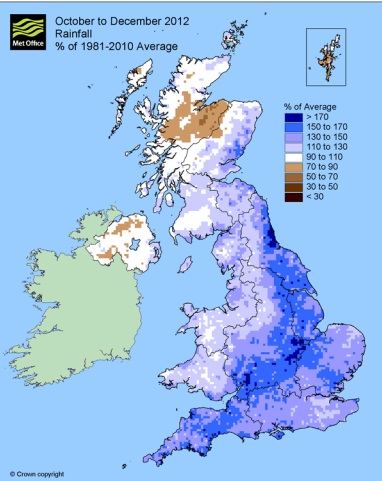 Met Office
October to December 2012
Rainfall
% of 1981-2010 Average
% of Average
> 170
150 to 170
130 to 150
110 to 130
90 to 110
70 to 90
50 to 70
30 to 50
< 30
© Crown copyright